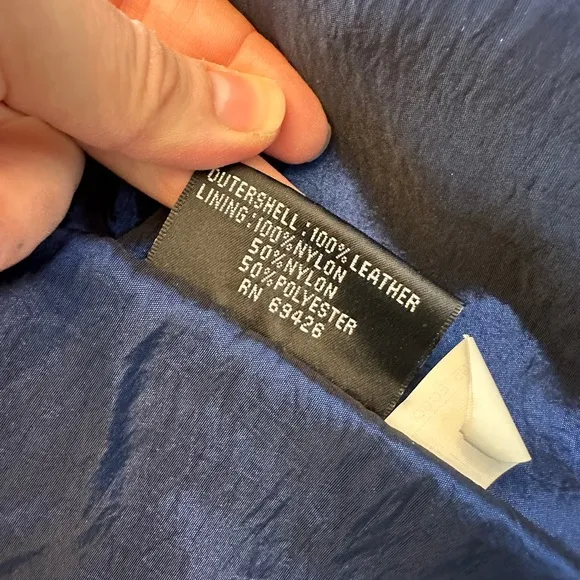 OUTERSHELL:100% LEATHER
LINING:100%NYLON
50%NYLON
50%POLYESTER
RN 69426